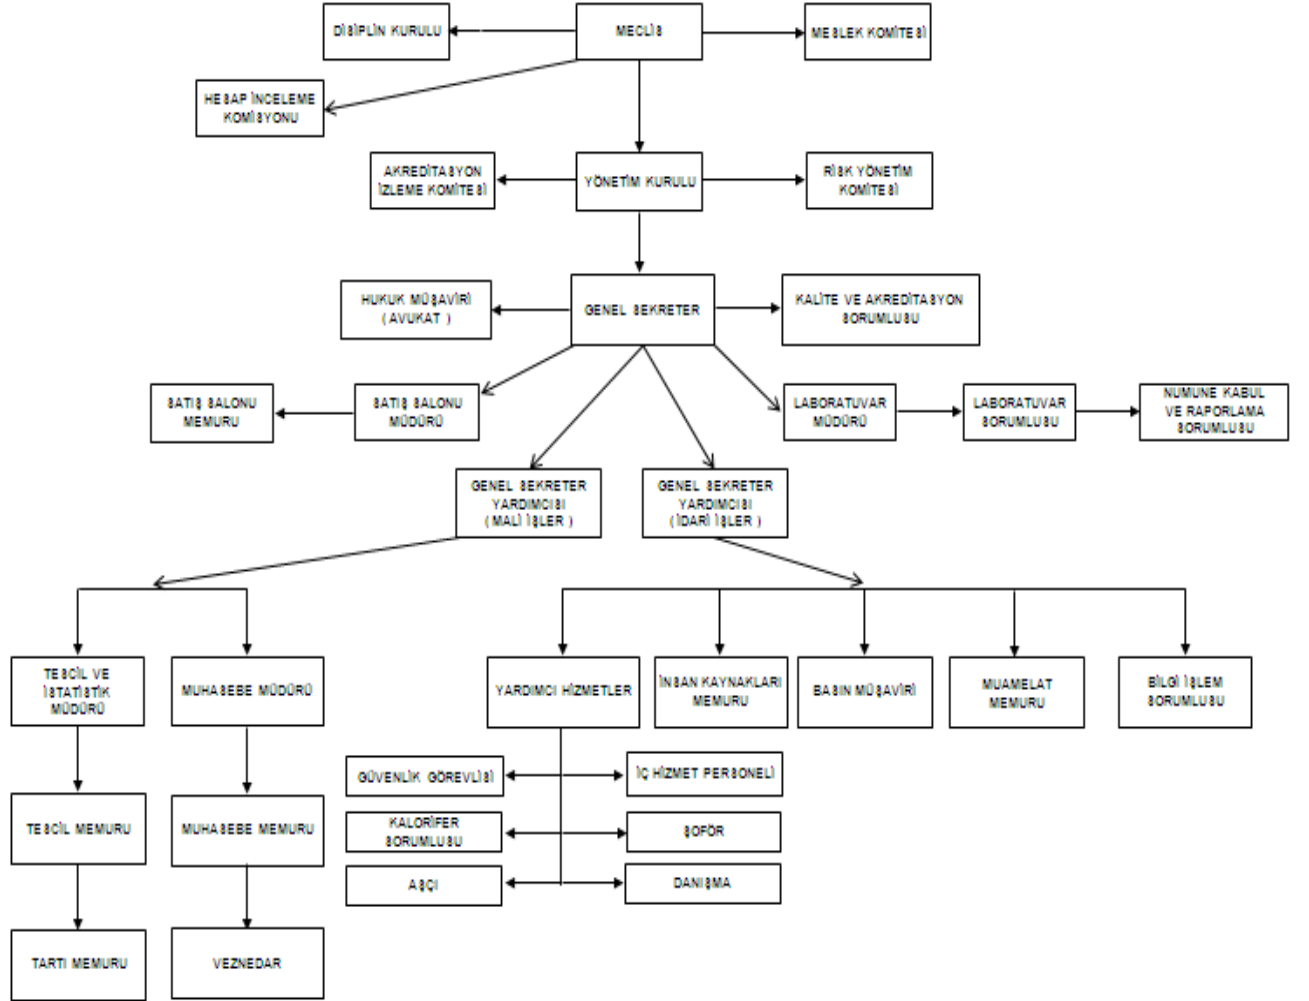 DİSİPLİN KURULU
MECLİS
MESLEK KOMİTESİ
HESAP İNCELEME
KOMİSYONU
AKREDİTASYON
İZLEME KOMİTESİ
YÖNETİM KURULU
RİSK YÖNETİM
KOMİTESİ
HUKUK MÜŞAVİRİ
( AVUKAT )
GENEL SEKRETER
KALİTE VE AKREDİTASYON
SORUMLUSU
SATIŞ SALONU
MEMURU
SATIŞ SALONU
MÜDÜRÜ
LABORATUVAR
MÜDÜRÜ
LABORATUVAR
SORUMLUSU
NUMUNE KABUL
VE RAPORLAMA
SORUMLUSU
GENEL SEKRETER
YARDIMCISI
( MALİ İŞLER )
GENEL SEKRETER
YARDIMCISI
( İDARİ İŞLER )
TESCİL VE
İSTATİSTİK
MÜDÜRÜ
MUHASEBE MÜDÜRÜ
YARDIMCI HİZMETLER
İNSAN KAYNAKLARI
MEMURU
BASIN MÜŞAVİRİ
MUAMELAT
MEMURU
BİLGİ İŞLEM
SORUMLUSU
GÜVENLİK GÖREVLİSİ
İÇ HİZMET PERSONELİ
TESCİL MEMURU
MUHASEBE MEMURU
KALORİFER
SORUMLUSU
ŞOFÖR
AŞÇI
DANIŞMA
TARTI MEMURU
VEZNEDAR